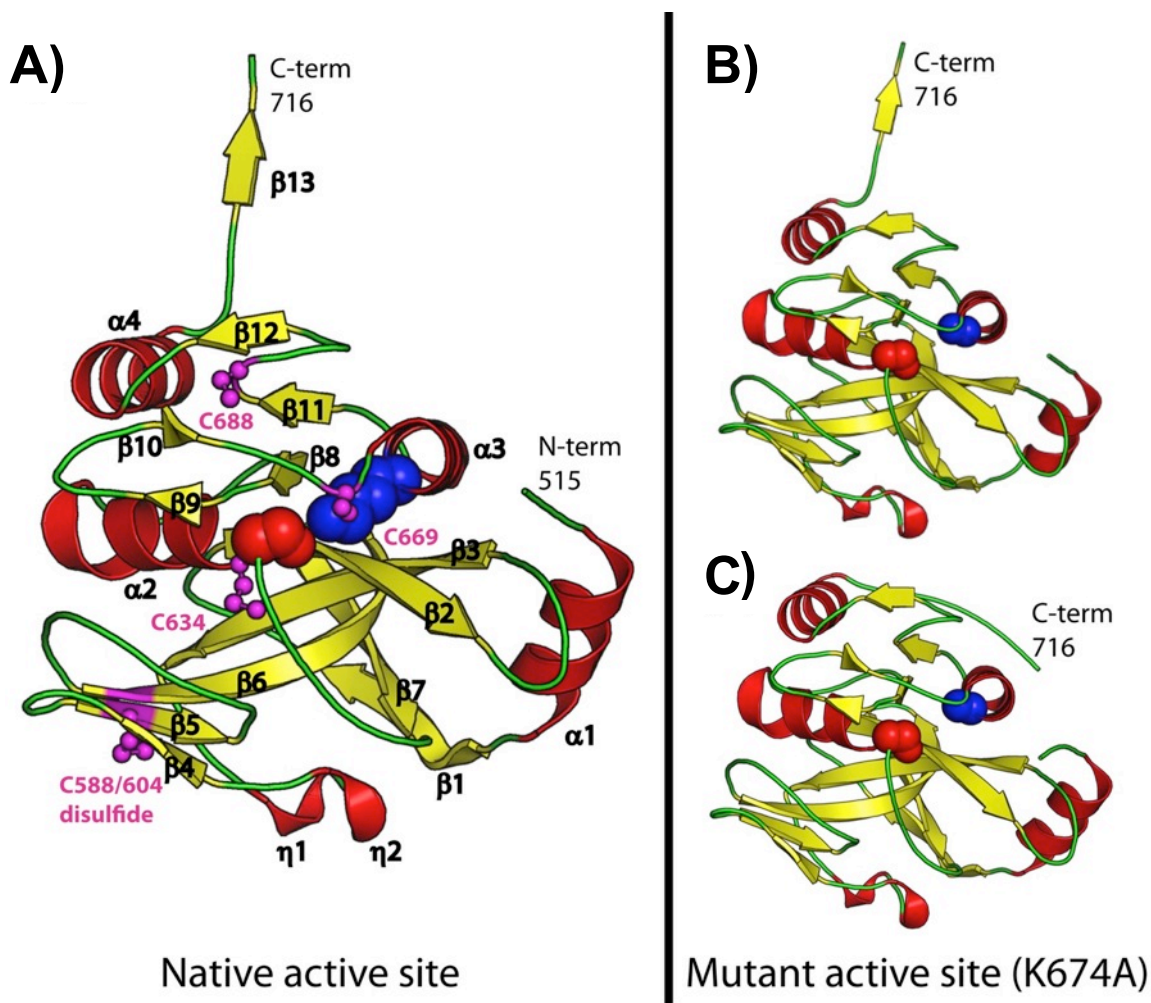 A)
C-term
716
β13
α4
β12
C688
β11
β10
β8
α3
N-term
515
β9
C669
β3
α2
C634
β2
β6
β7
β5
α1
β4
β1
C588/604
disulfide
η1
η2
Native active site
B)
C-term
716
C)
C-term
716
Mutant active site (K674A)